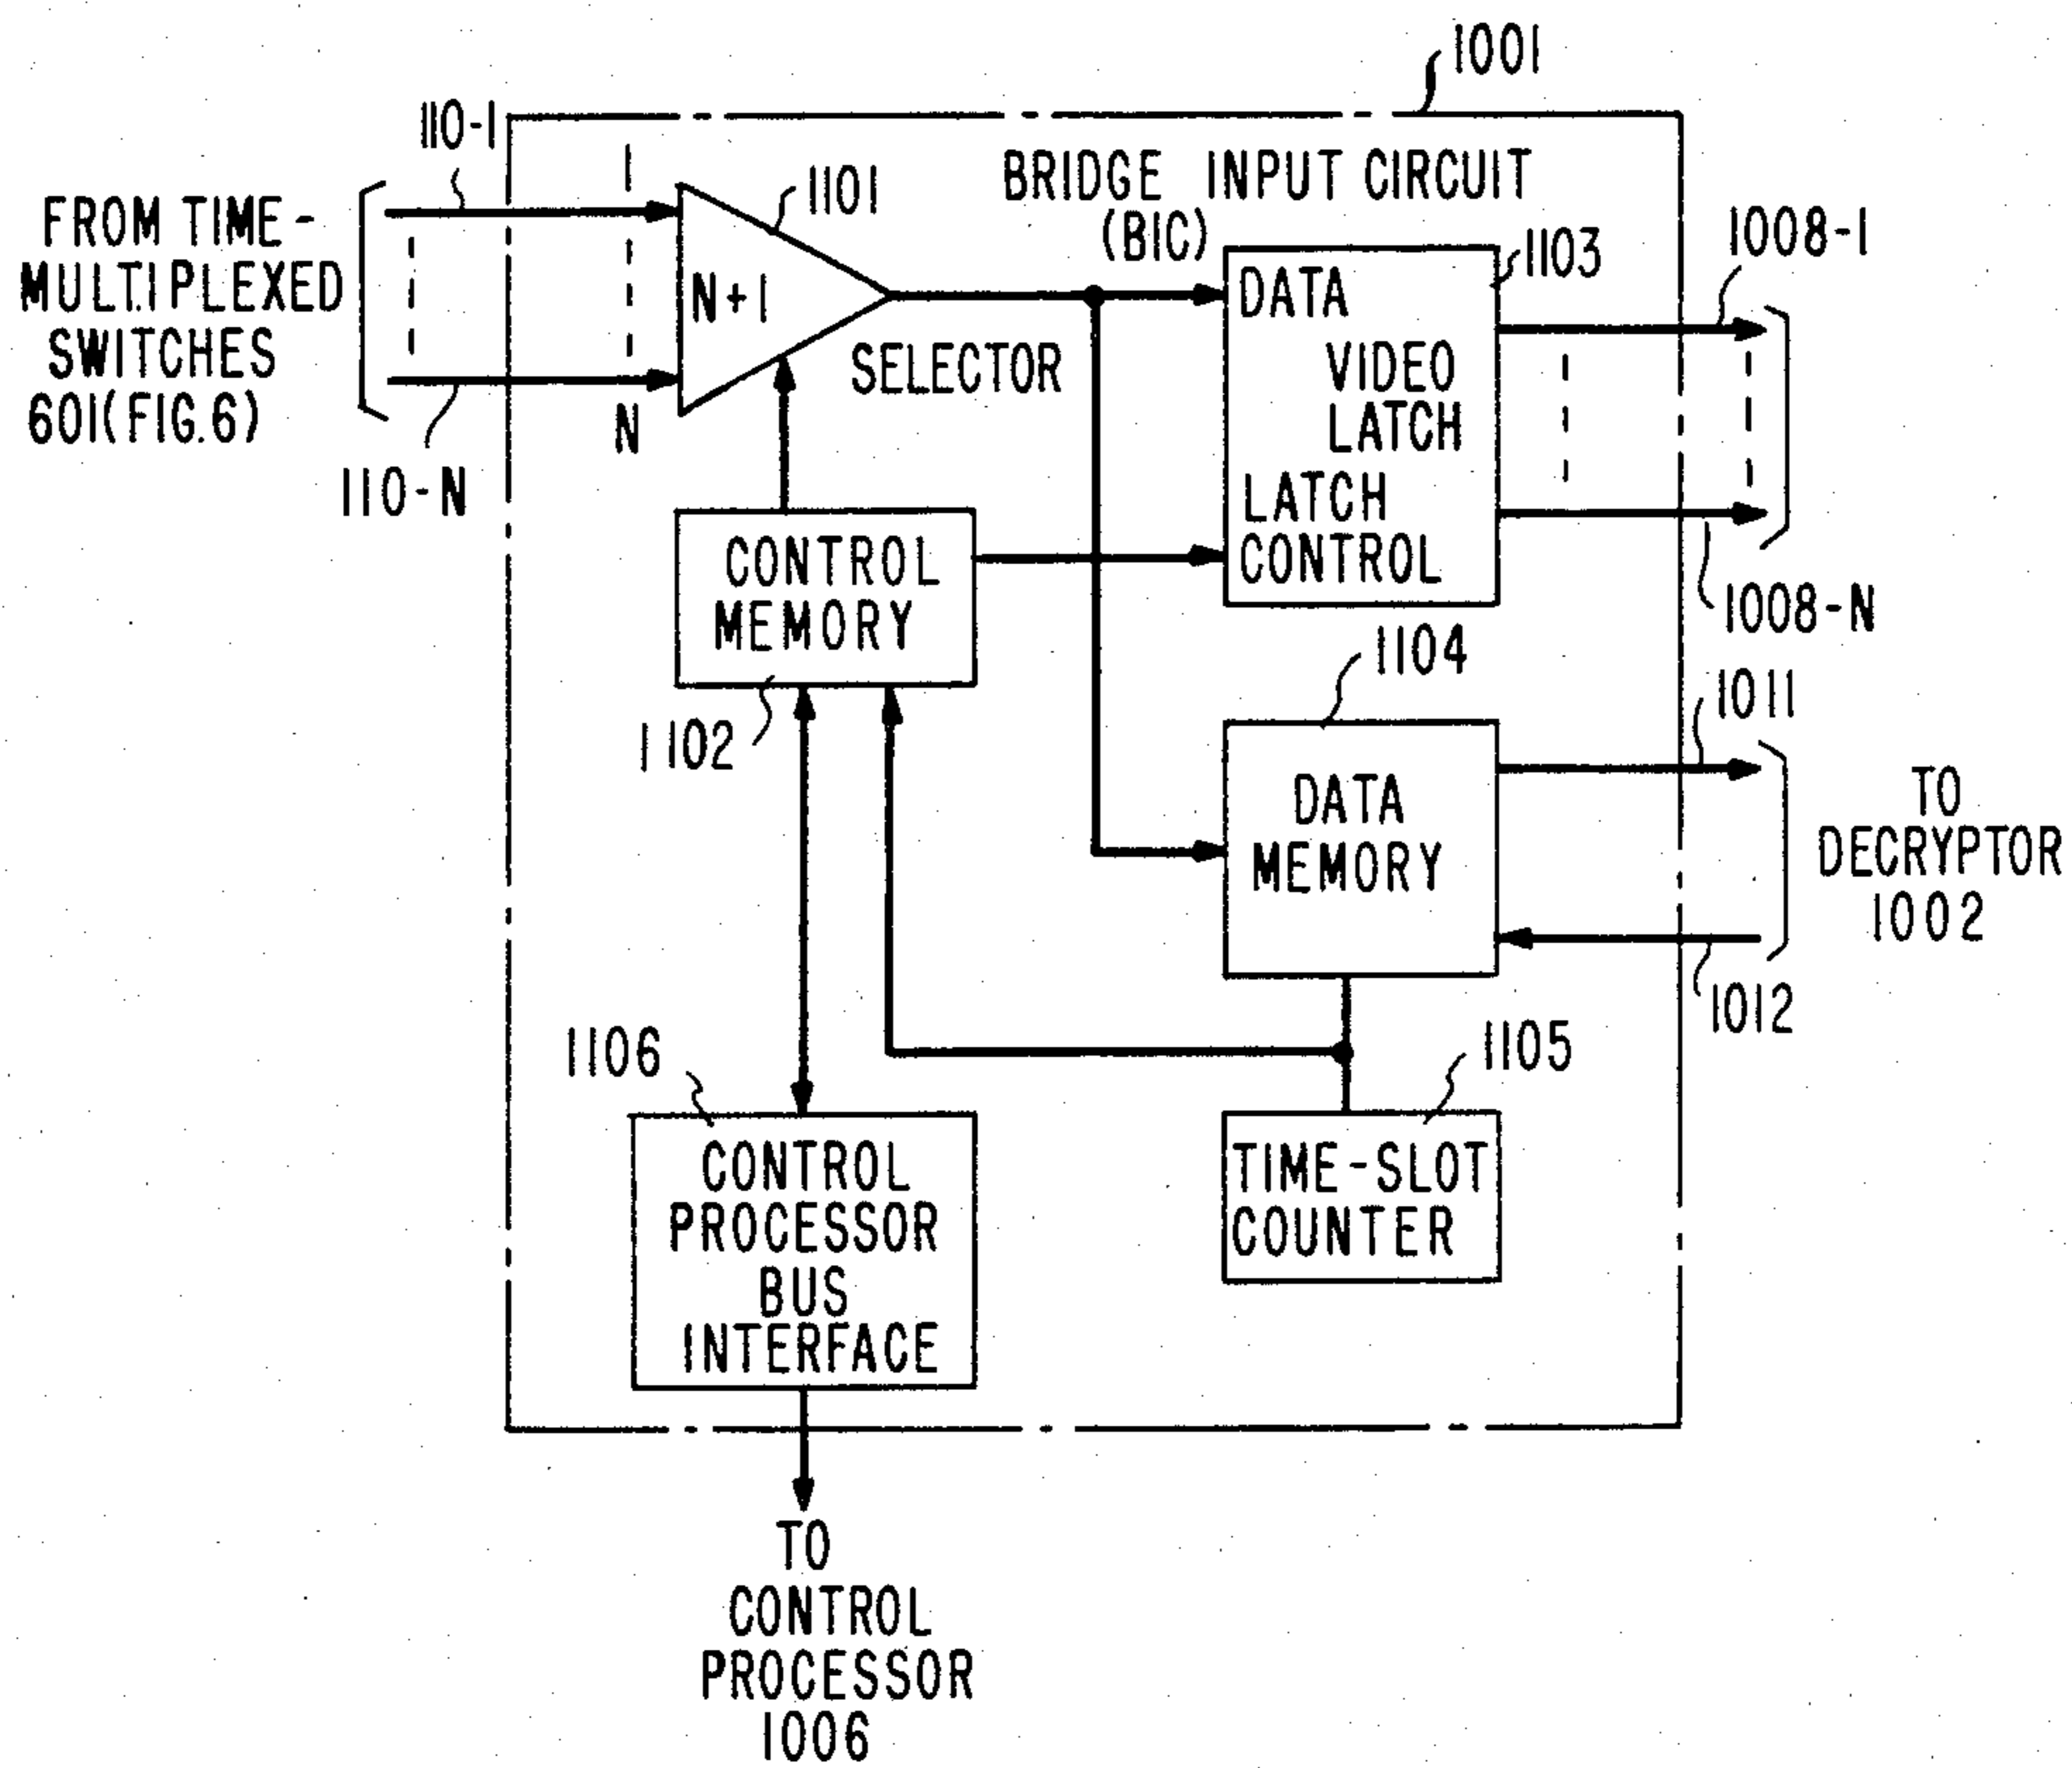 1001
110-1
BRIDGE INPUT CIRCUIT
(BIC)
1
1101
FROM TIME-
MULTIPLEXED
SWITCHES
601(FIG.6)
N+1
SELECTOR
N
110-N
1103
DATA
VIDEO
LATCH
LATCH
CONTROL
1008-1
1008-N
CONTROL
MEMORY
1102
1104
DATA
MEMORY
1011
TO
DECRYPTOR
1002
1012
1106
CONTROL
PROCESSOR
BUS
INTERFACE
1105
TIME-SLOT
COUNTER
TO
CONTROL
PROCESSOR
1006